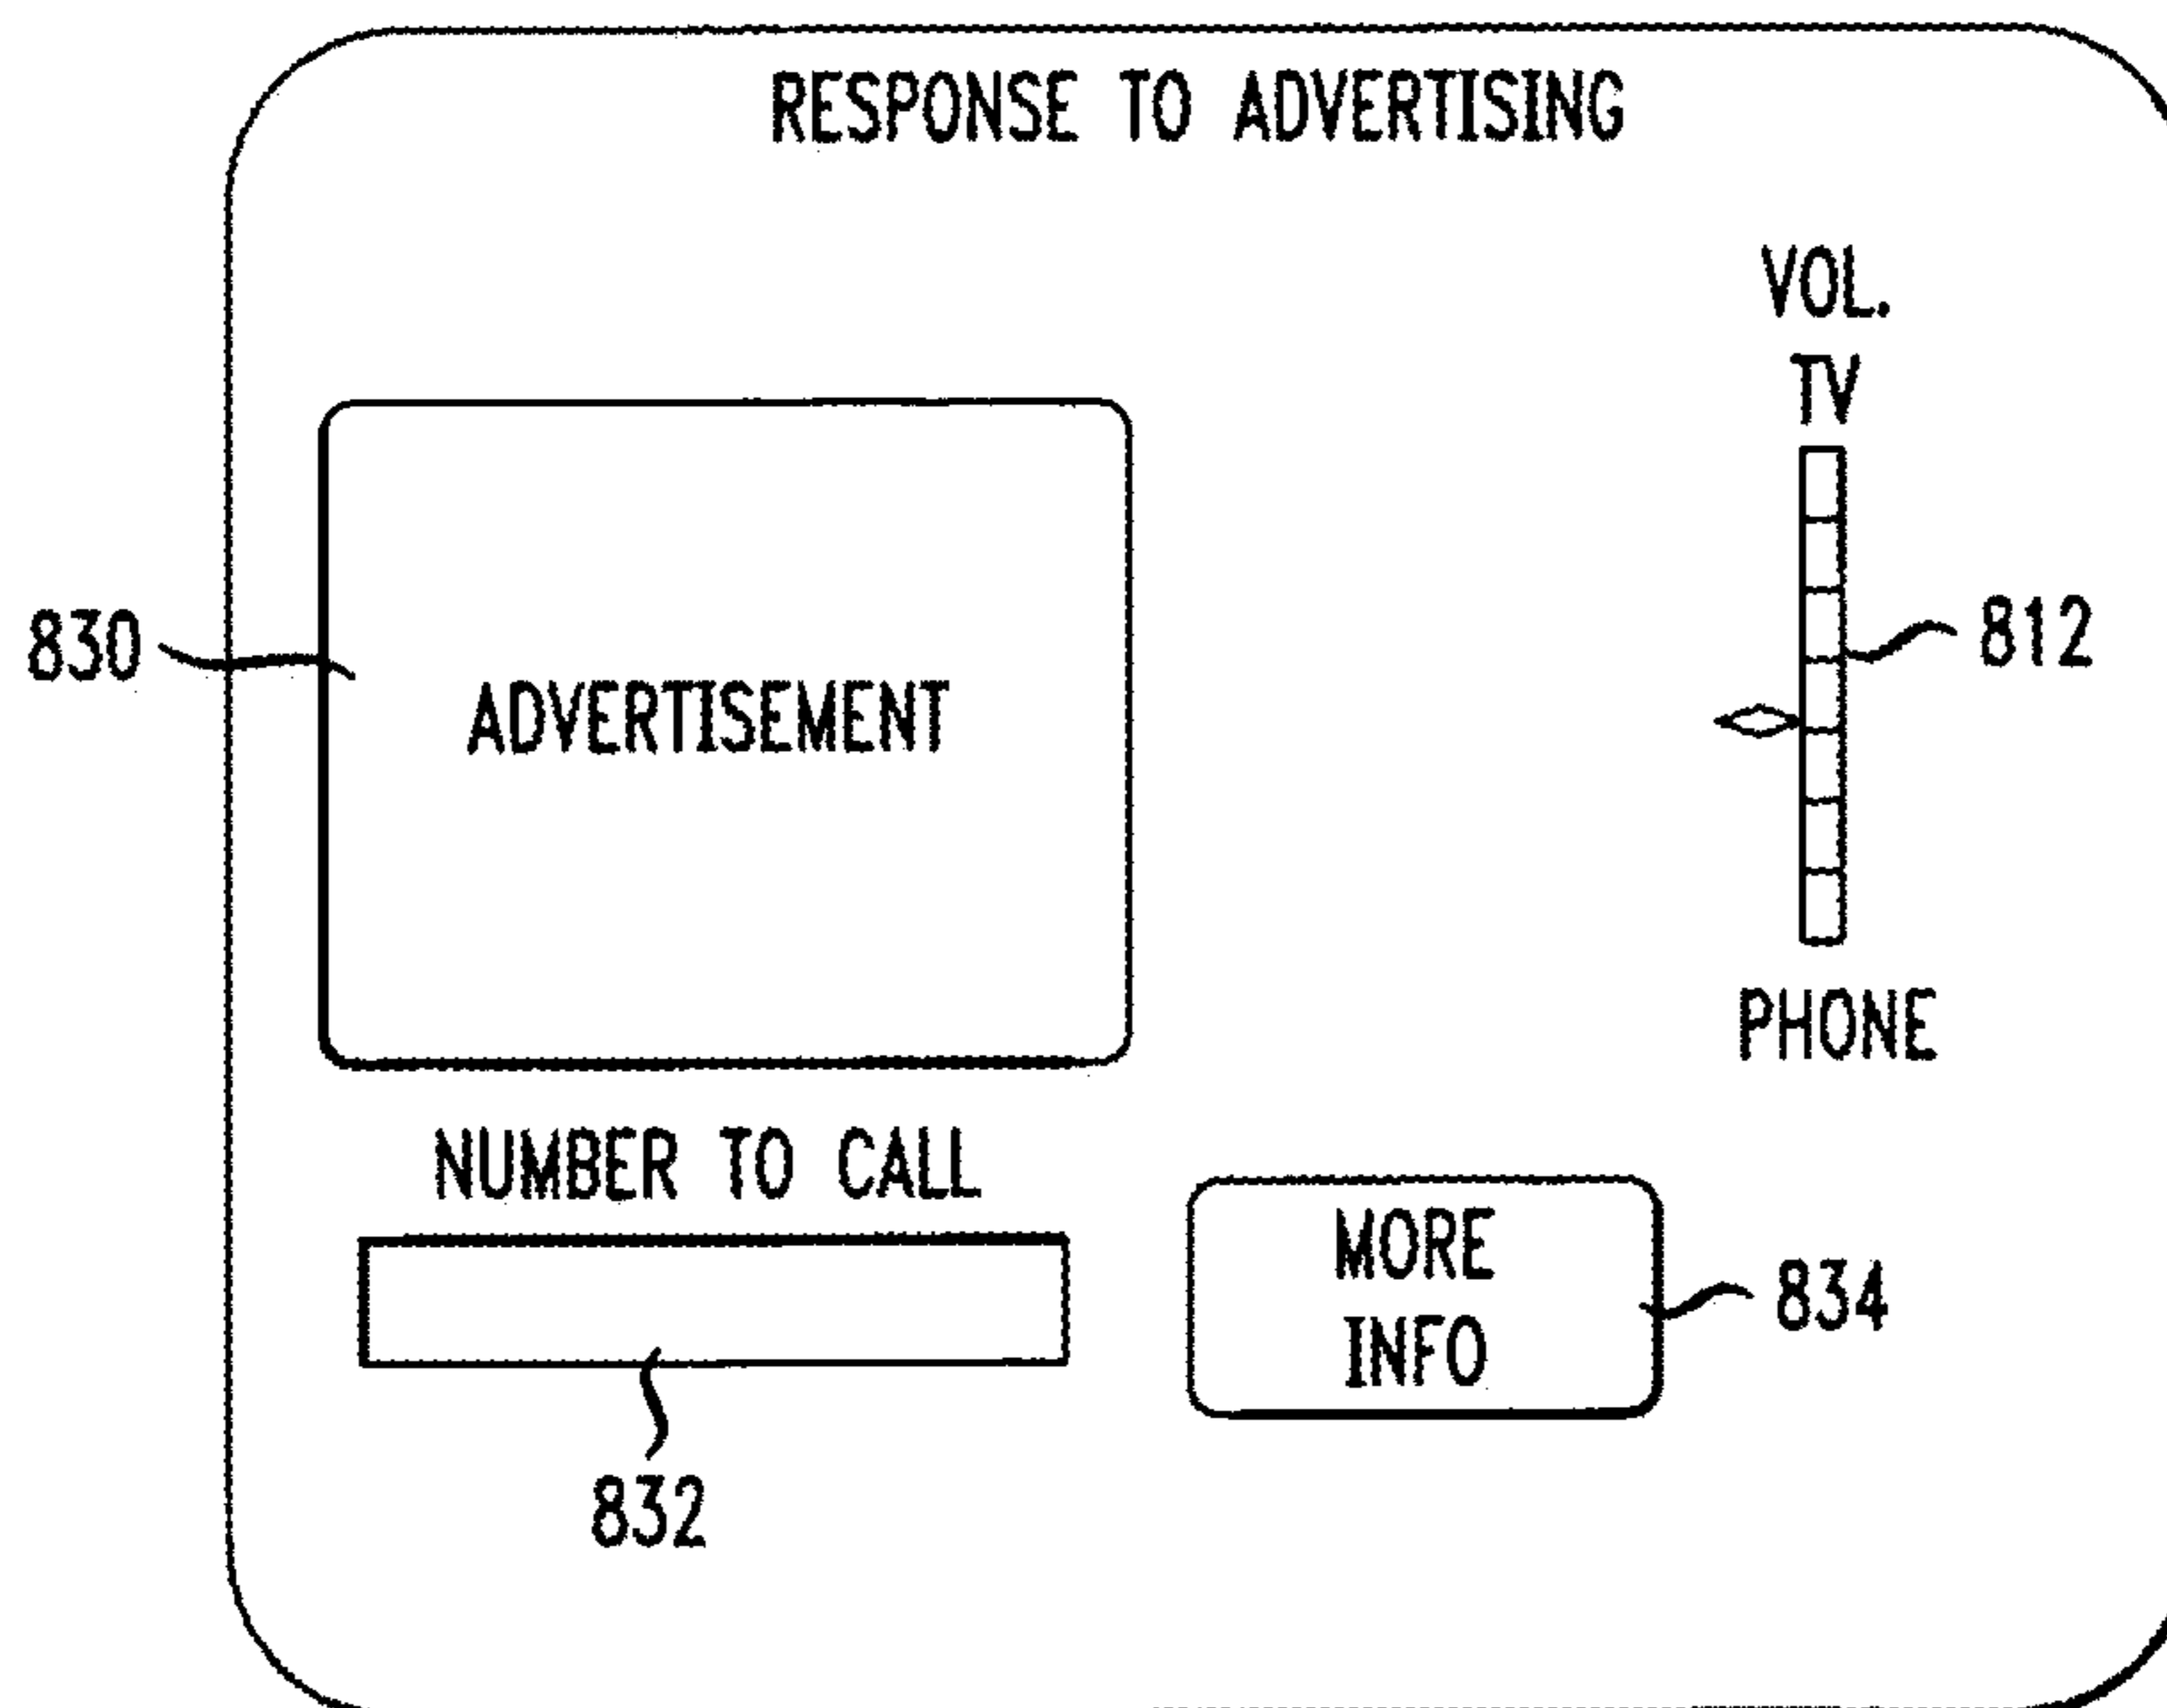 RESPONSE TO ADVERTISING
VOL.
TV
830
812
ADVERTISEMENT
PHONE
NUMBER TO CALL
MORE
INFO
834
832